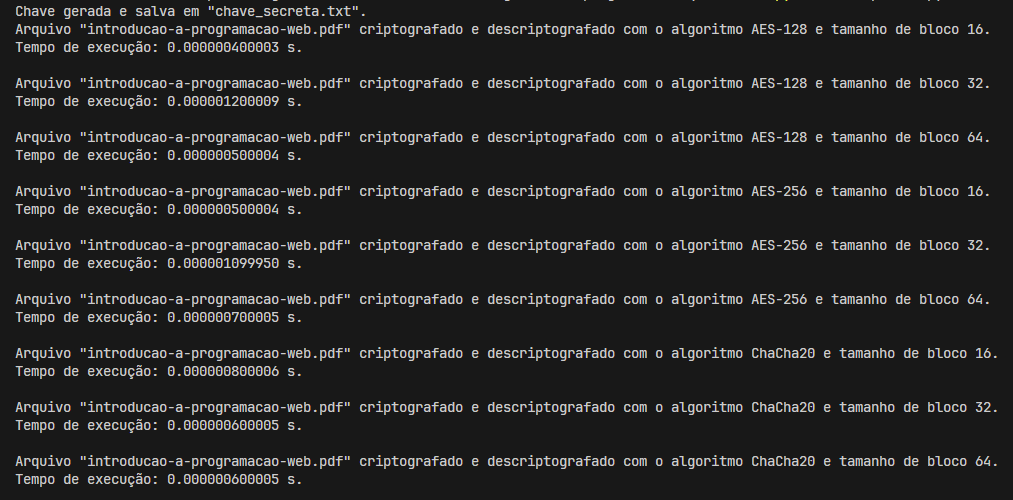 Chave gerada e salva em "chave_secreta.txt".
Arquivo "introducao-a-programacao-web.pdf" criptografado e descriptografado com o algoritmo AES-128 e tamanho de bloco 16.
Tempo de execução: 0.000000400003 s.
Arquivo "introducao-a-programacao-web.pdf" criptografado e descriptografado com o algoritmo AES-128 e tamanho de bloco 32.
Tempo de execução: 0.000001200009 s.
Arquivo "introducao-a-programacao-web.pdf" criptografado e descriptografado com o algoritmo AES-128 e tamanho de bloco 64.
Tempo de execução: 0.000000500004 s.
Arquivo "introducao-a-programacao-web.pdf" criptografado e descriptografado com o algoritmo AES-256 e tamanho de bloco 16.
Tempo de execução: 0.000000500004 s.
Arquivo "introducao-a-programacao-web.pdf" criptografado e descriptografado com o algoritmo AES-256 e tamanho de bloco 32.
Tempo de execução: 0.000001099950 s.
Arquivo "introducao-a-programacao-web.pdf" criptografado e descriptografado com o algoritmo AES-256 e tamanho de bloco 64.
Tempo de execução: 0.000000700005 s.
Arquivo "introducao-a-programacao-web.pdf" criptografado e descriptografado com o algoritmo ChaCha20 e tamanho de bloco 16.
Tempo de execução: 0.000000800006 s.
Arquivo "introducao-a-programacao-web.pdf" criptografado e descriptografado com o algoritmo ChaCha20 e tamanho de bloco 32.
Tempo de execução: 0.000000600005 s.
Arquivo "introducao-a-programacao-web.pdf" criptografado e descriptografado com o algoritmo ChaCha20 e tamanho de bloco 64.
Tempo de execução: 0.000000600005 s.